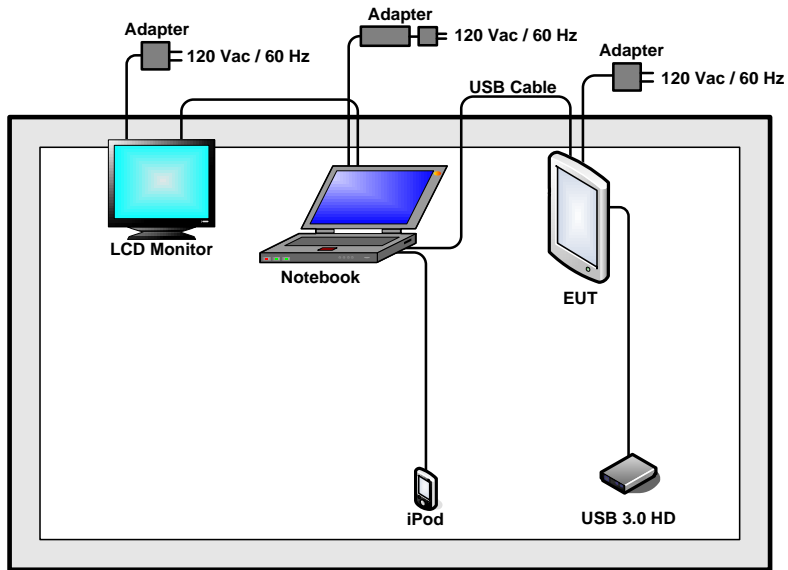 Adapter
120 Vac / 60 Hz
Adapter
120 Vac / 60 Hz
Adapter
120 Vac / 60 Hz
USB Cable
LCD Monitor
Notebook
EUT
iPod
USB 3.0 HD